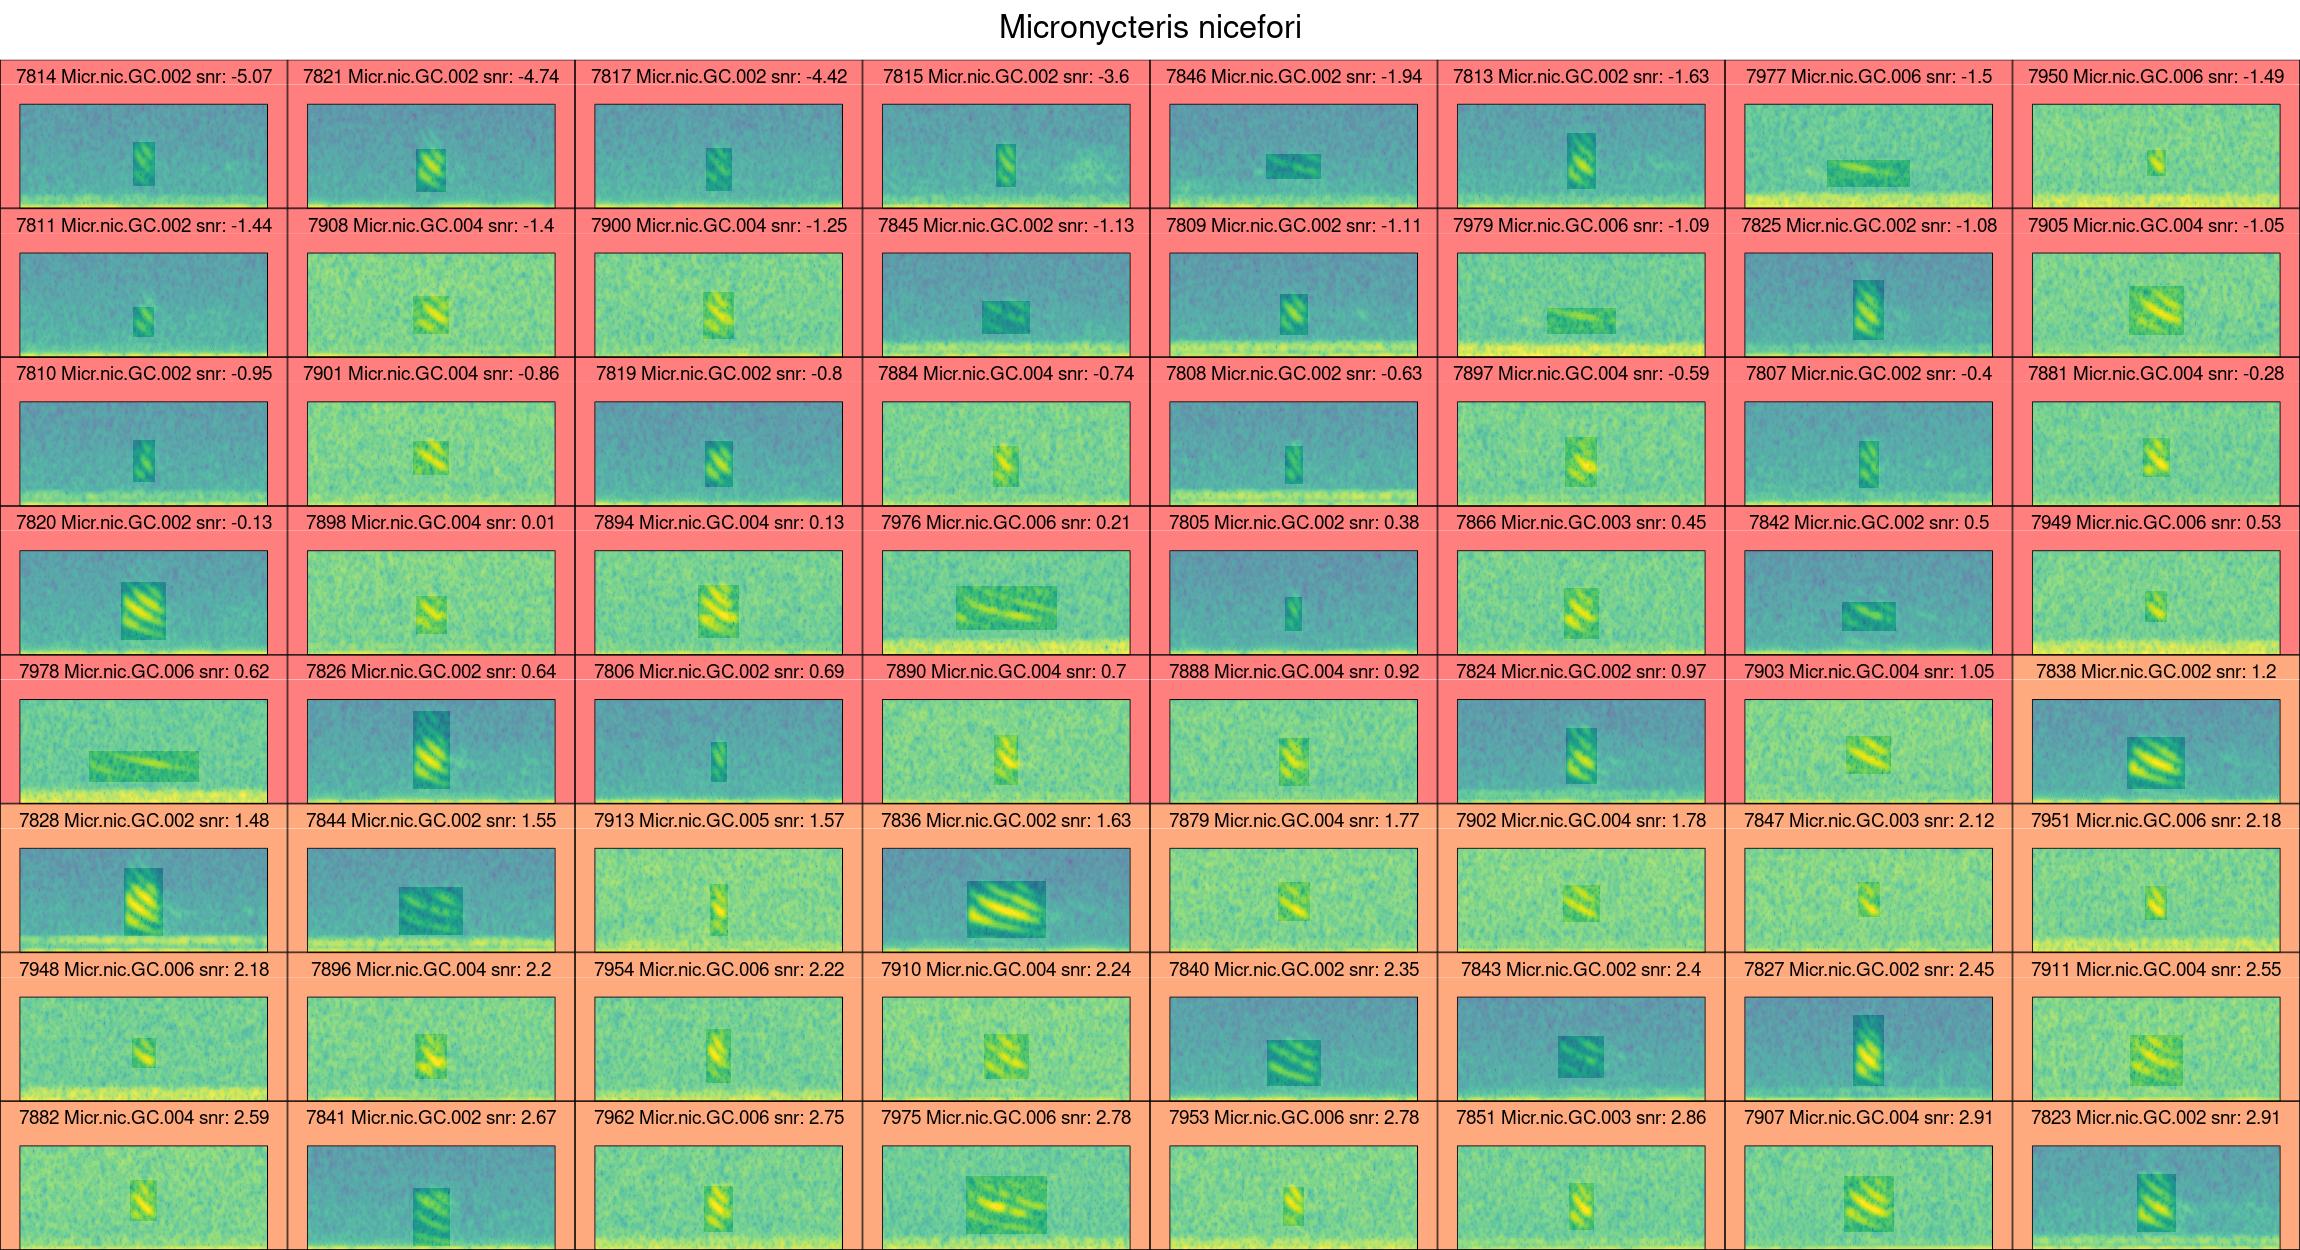 Micronycteris nicefori
7814 Micr.nic.GC.002 snr: -5.07
7821 Micr.nic.GC.002 snr: -4.74
7817 Micr.nic.GC.002 snr: -4.42
7815 Micr.nic.GC.002 snr: -3.6
7846 Micr.nic.GC.002 snr: -1.94
7813 Micr.nic.GC.002 snr: -1.63
7977 Micr.nic.GC.006 snr: -1.5
7950 Micr.nic.GC.006 snr: -1.49
7811 Micr.nic.GC.002 snr: -1.44
7908 Micr.nic.GC.004 snr: -1.4
7900 Micr.nic.GC.004 snr: -1.25
7845 Micr.nic.GC.002 snr: -1.13
7809 Micr.nic.GC.002 snr: -1.11
7979 Micr.nic.GC.006 snr: -1.09
7825 Micr.nic.GC.002 snr: -1.08
7905 Micr.nic.GC.004 snr: -1.05
7810 Micr.nic.GC.002 snr: -0.95
7901 Micr.nic.GC.004 snr: -0.86
7819 Micr.nic.GC.002 snr: -0.8
7884 Micr.nic.GC.004 snr: -0.74
7808 Micr.nic.GC.002 snr: -0.63
7897 Micr.nic.GC.004 snr: -0.59
7807 Micr.nic.GC.002 snr: -0.4
7881 Micr.nic.GC.004 snr: -0.28
7820 Micr.nic.GC.002 snr: -0.13
7898 Micr.nic.GC.004 snr: 0.01
7894 Micr.nic.GC.004 snr: 0.13
7976 Micr.nic.GC.006 snr: 0.21
7805 Micr.nic.GC.002 snr: 0.38
7866 Micr.nic.GC.003 snr: 0.45
7842 Micr.nic.GC.002 snr: 0.5
7949 Micr.nic.GC.006 snr: 0.53
7978 Micr.nic.GC.006 snr: 0.62
7826 Micr.nic.GC.002 snr: 0.64
7806 Micr.nic.GC.002 snr: 0.69
7890 Micr.nic.GC.004 snr: 0.7
7888 Micr.nic.GC.004 snr: 0.92
7824 Micr.nic.GC.002 snr: 0.97
7903 Micr.nic.GC.004 snr: 1.05
7838 Micr.nic.GC.002 snr: 1.2
7828 Micr.nic.GC.002 snr: 1.48
7844 Micr.nic.GC.002 snr: 1.55
7913 Micr.nic.GC.005 snr: 1.57
7836 Micr.nic.GC.002 snr: 1.63
7879 Micr.nic.GC.004 snr: 1.77
7902 Micr.nic.GC.004 snr: 1.78
7847 Micr.nic.GC.003 snr: 2.12
7951 Micr.nic.GC.006 snr: 2.18
7948 Micr.nic.GC.006 snr: 2.18
7896 Micr.nic.GC.004 snr: 2.2
7954 Micr.nic.GC.006 snr: 2.22
7910 Micr.nic.GC.004 snr: 2.24
7840 Micr.nic.GC.002 snr: 2.35
7843 Micr.nic.GC.002 snr: 2.4
7827 Micr.nic.GC.002 snr: 2.45
7911 Micr.nic.GC.004 snr: 2.55
7882 Micr.nic.GC.004 snr: 2.59
7841 Micr.nic.GC.002 snr: 2.67
7962 Micr.nic.GC.006 snr: 2.75
7975 Micr.nic.GC.006 snr: 2.78
7953 Micr.nic.GC.006 snr: 2.78
7851 Micr.nic.GC.003 snr: 2.86
7907 Micr.nic.GC.004 snr: 2.91
7823 Micr.nic.GC.002 snr: 2.91